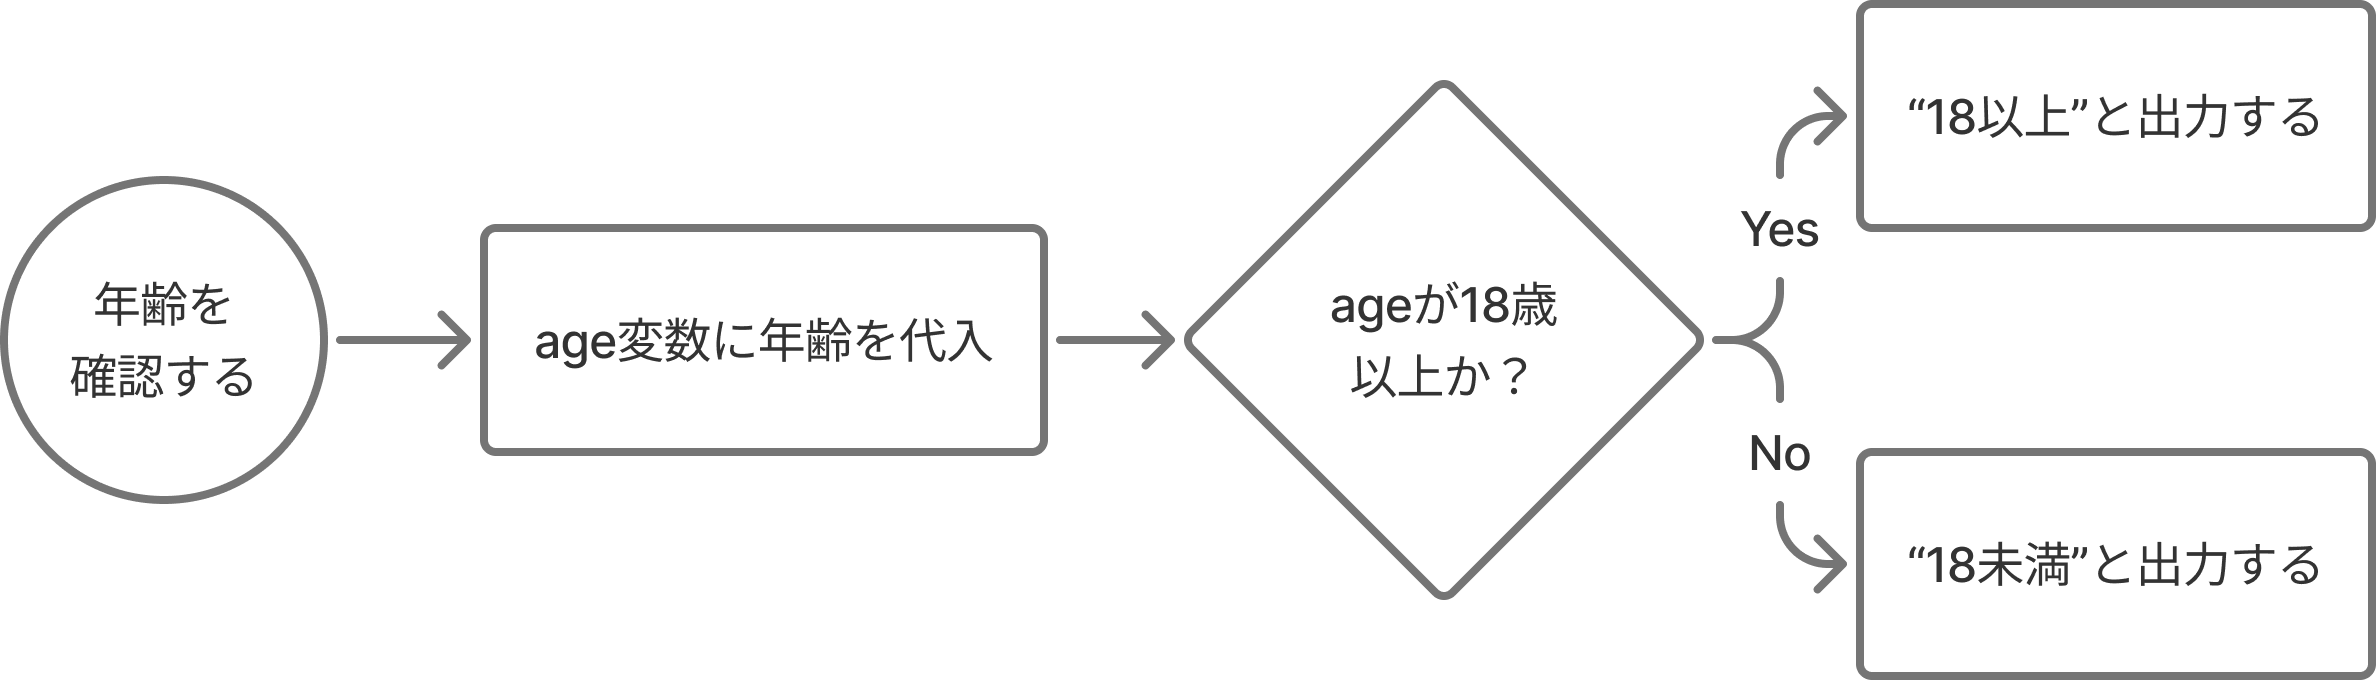 年齢を
確認する
age変数に年齢を代入
ageが18歳
以上か？
Yes
“18以上”と出力する
No
“18未満”と出力する